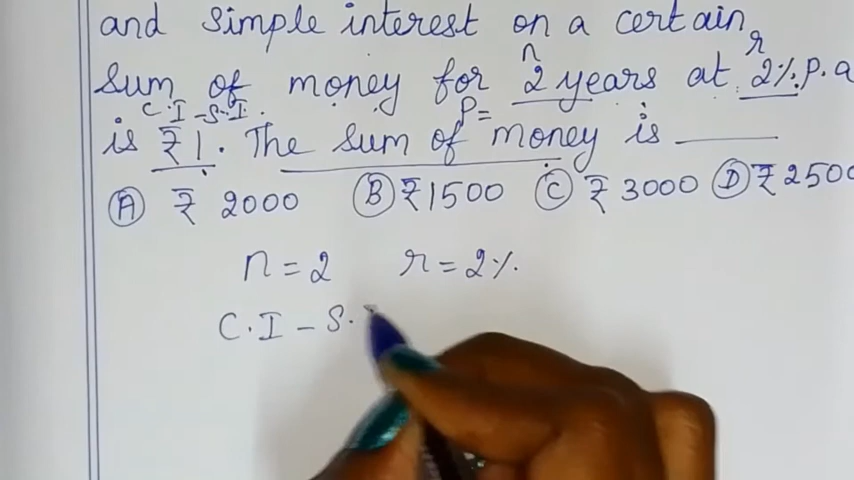 and simple interest on a certain
n r
sum of money for 2 years at 2% p.a
C.I - S.I. P=
is ₹1. The sum of money is ______
(A) ₹ 2000 (B) ₹1500 (C) ₹ 3000 (D) ₹2500
n = 2 r = 2%
C.I - S.